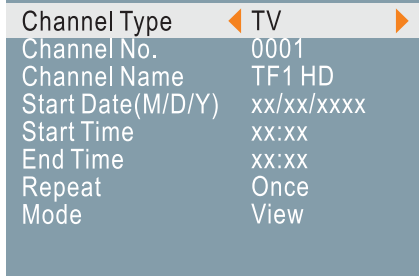 Channel Type TV
Channel No. 0001
Channel Name TF1 HD
Start Date(M/D/Y) xx/xx/xxxx
Start Time xx:xx
End Time xx:xx
Repeat Once
Mode View